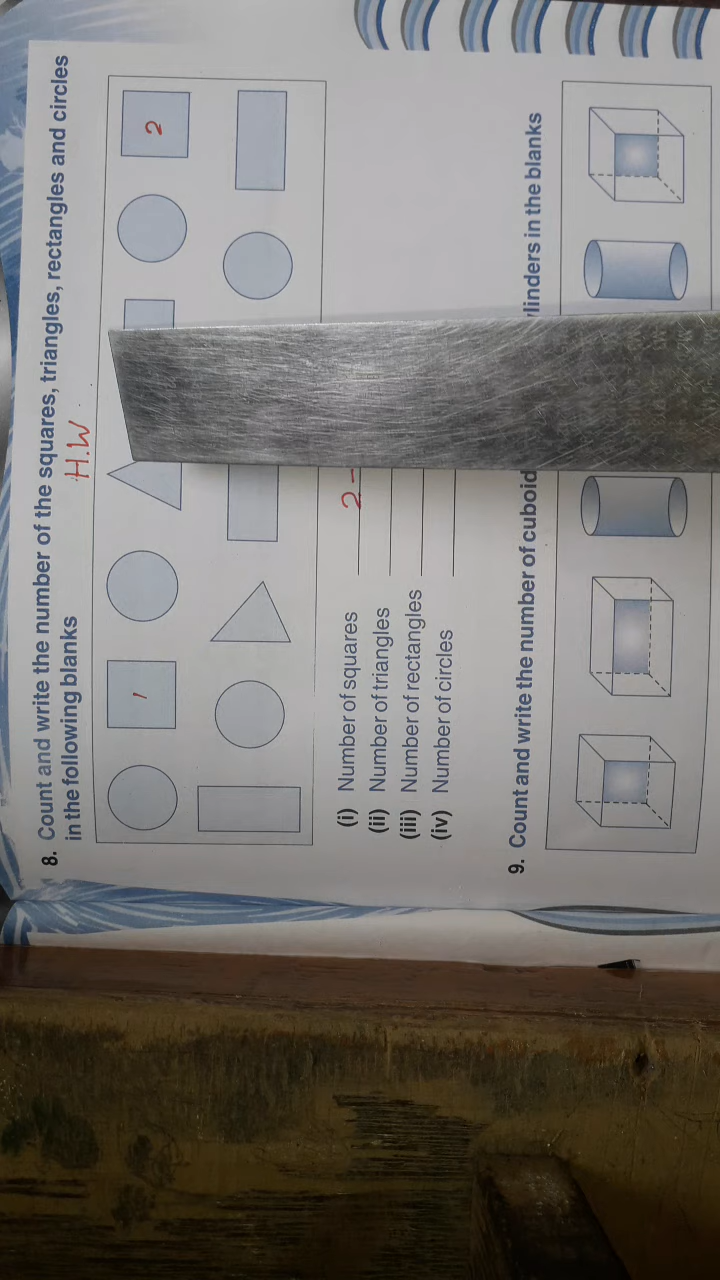 8. Count and write the number of the squares, triangles, rectangles and circles
in the following blanks
H.W
1
2
(i) Number of squares 2
(ii) Number of triangles
(iii) Number of rectangles
(iv) Number of circles
9. Count and write the number of cuboid ylinders in the blanks